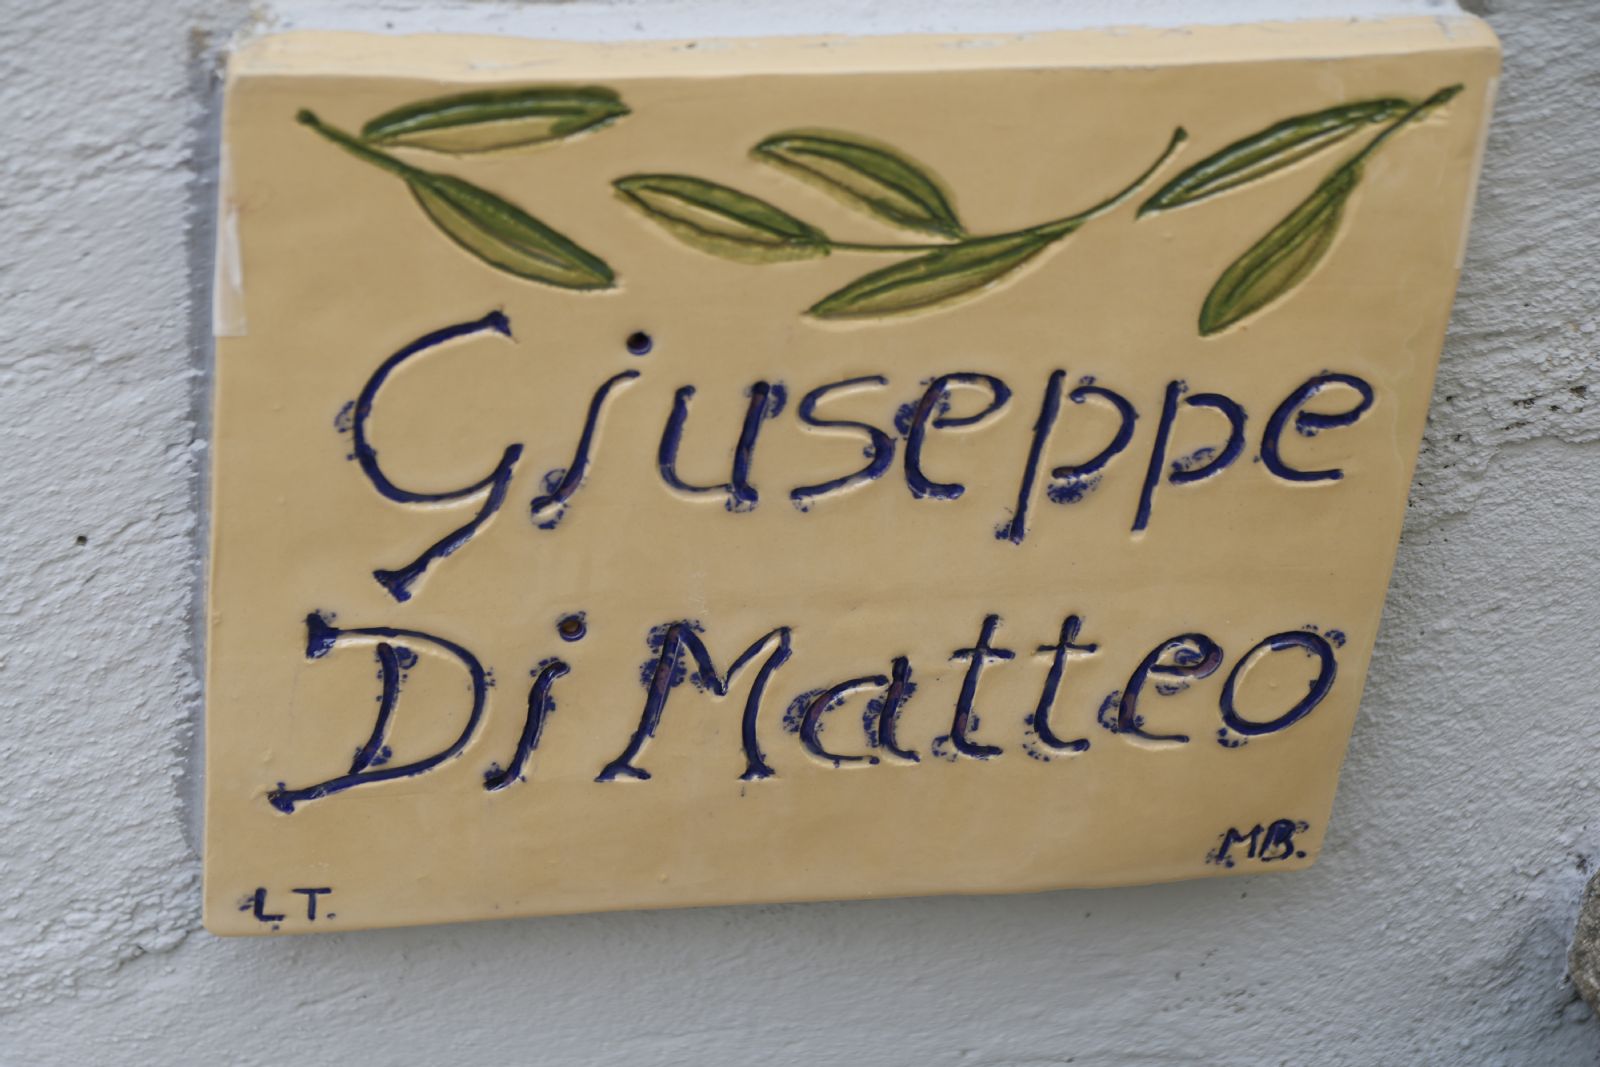 Giuseppe
Di Matteo
MB.
LT.